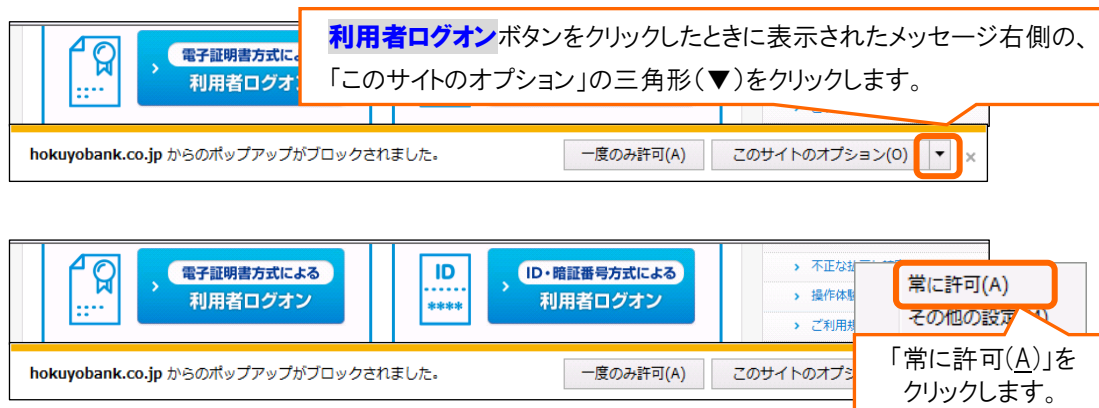 利用者ログオンボタンをクリックしたときに表示されたメッセージ右側の、
「このサイトのオプション」の三角形(▼)をクリックします。
電子証明書方式に
利用者ログオ
hokuyobank.co.jp からのポップアップがブロックされました。
一度のみ許可(A)
このサイトのオプション(O)
▼
×
電子証明書方式による
利用者ログオン
ID
****
ID・暗証番号方式による
利用者ログオン
› 不正な
› 操作体
› ご利用
常に許可(A)
その他の設定
hokuyobank.co.jp からのポップアップがブロックされました。
一度のみ許可(A)
このサイトのオプ
「常に許可(A)」を
クリックします。